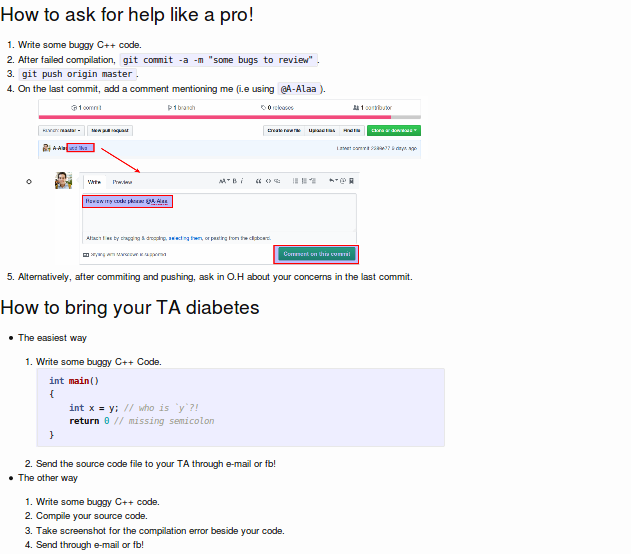 How to ask for help like a pro!
1. Write some buggy C++ code.
2. After failed compilation, git commit -a -m "some bugs to review" .
3. git push origin master .
4. On the last commit, add a comment mentioning me (i.e using @A-Alaa ).
1 commit 1 branch 0 releases 1 contributor
Branch: master New pull request Create new file Upload files Find file Clone or download
A-Alaa add files Latest commit 6 days ago
Write Preview
Review my code please @A-Alaa
Attach files by dragging & dropping, selecting them, or pasting from the clipboard.
Styling with Markdown is supported Comment on this commit
5. Alternatively, after commiting and pushing, ask in O.H about your concerns in the last commit.
How to bring your TA diabetes
• The easiest way
1. Write some buggy C++ Code.
int main()
{
int x = y; // who is `y`?!
return 0 // missing semicolon
}
2. Send the source code file to your TA through e-mail or fb!
• The other way
1. Write some buggy C++ code.
2. Compile your source code.
3. Take screenshot for the compilation error beside your code.
4. Send through e-mail or fb!